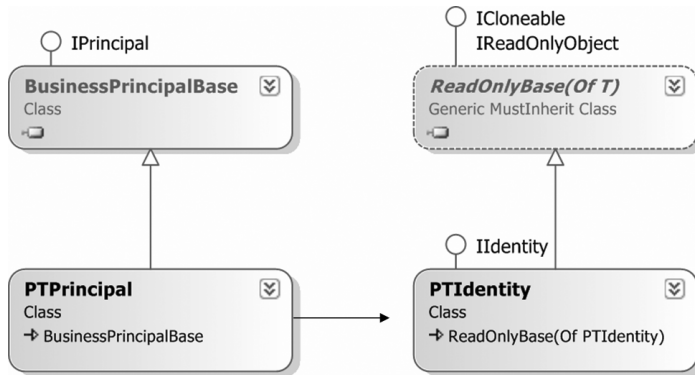 IPrincipal
BusinessPrincipalBase
Class
ICloneable
IReadOnlyObject
ReadOnlyBase(Of T)
Generic MustInherit Class
PTPrincipal
Class
BusinessPrincipalBase
IIdentity
PTIdentity
Class
ReadOnlyBase(Of PTIdentity)